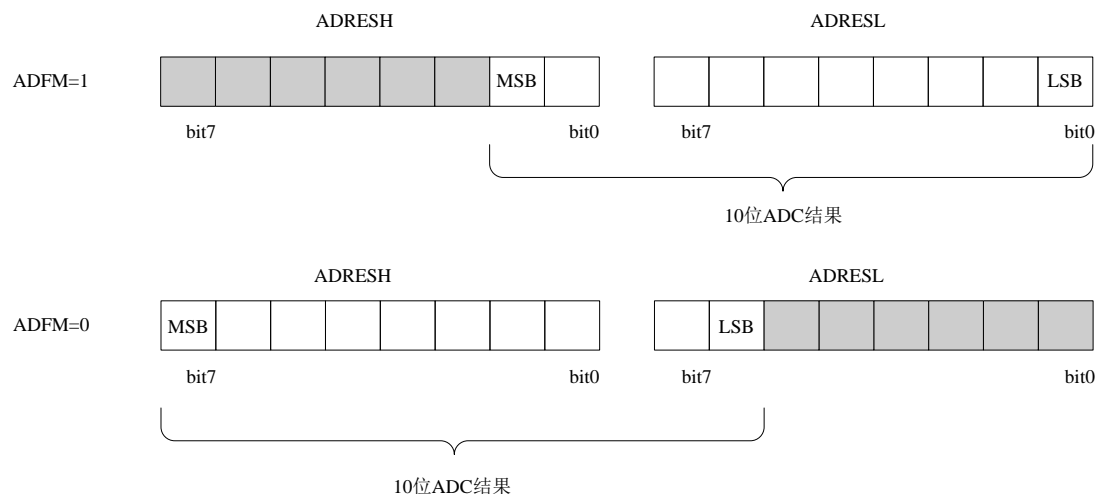 ADRESH ADRESL
ADFM=1 MSB LSB
bit7 bit0 bit7 bit0
10位ADC结果
ADRESH ADRESL
ADFM=0 MSB LSB
bit7 bit0 bit7 bit0
10位ADC结果